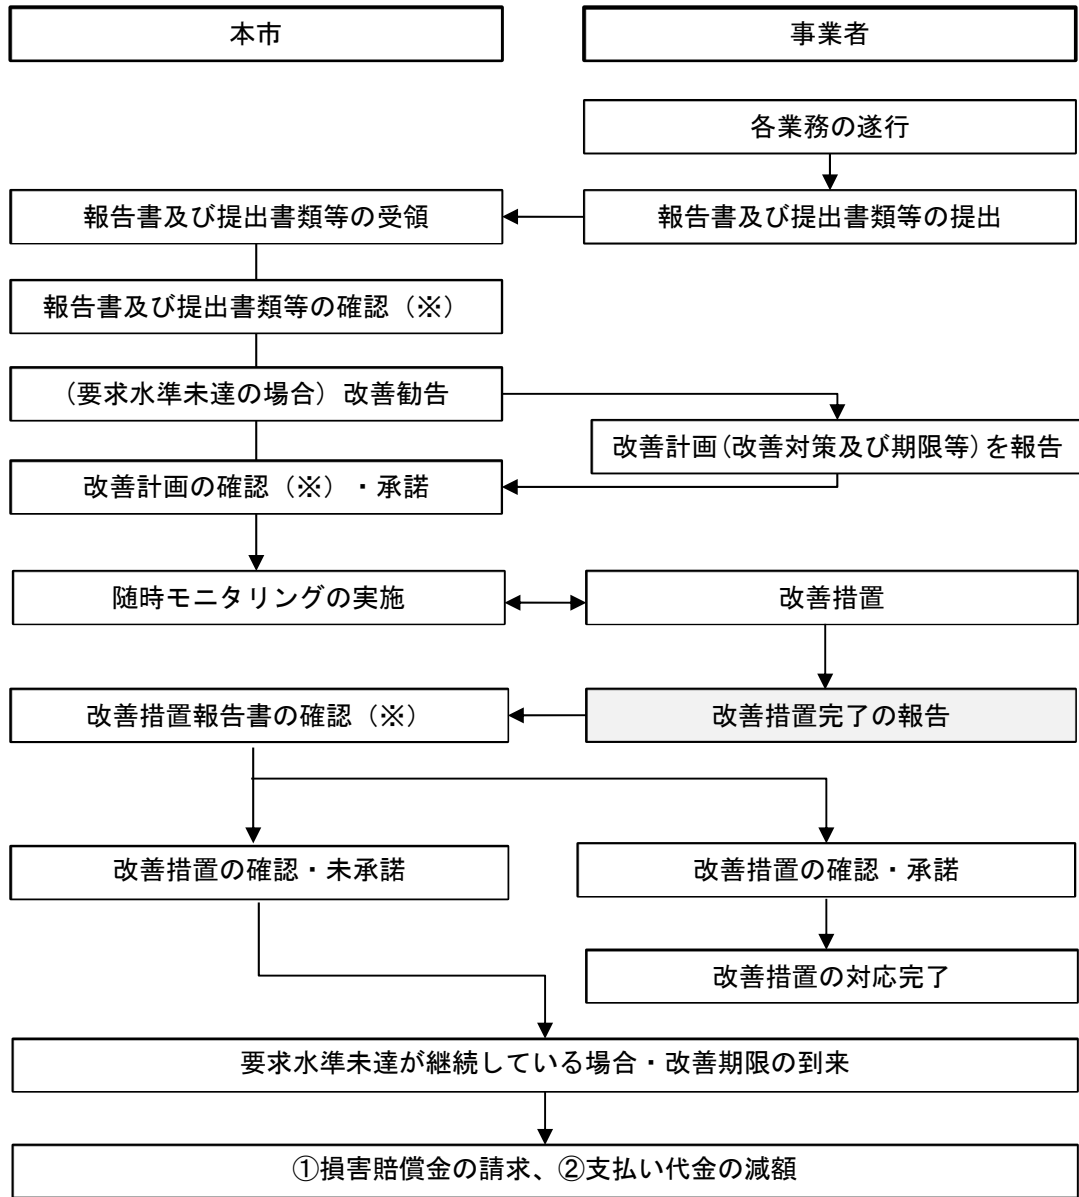 本市
事業者
各業務の遂行
報告書及び提出書類等の受領
報告書及び提出書類等の提出
報告書及び提出書類等の確認（※）
（要求水準未達の場合）改善勧告
改善計画(改善対策及び期限等)を報告
改善計画の確認（※）・承諾
随時モニタリングの実施
改善措置
改善措置報告書の確認（※）
改善措置完了の報告
改善措置の確認・未承諾
改善措置の確認・承諾
改善措置の対応完了
要求水準未達が継続している場合・改善期限の到来
①損害賠償金の請求、②支払い代金の減額